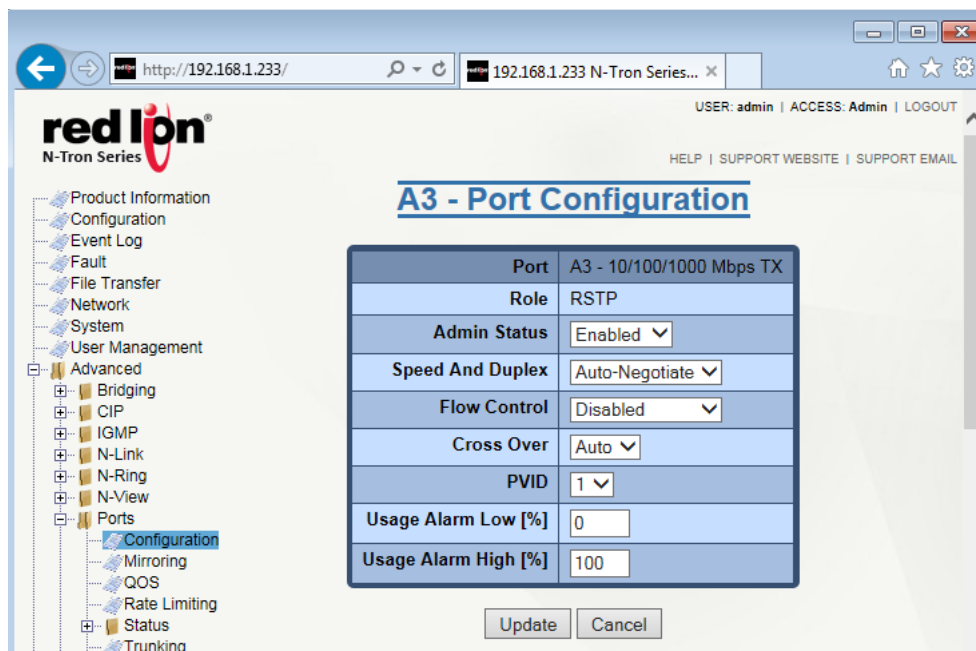 http://192.168.1.233/
192.168.1.233 N-Tron Series...
USER: admin | ACCESS: Admin | LOGOUT
red lion®
N-Tron Series
HELP | SUPPORT WEBSITE | SUPPORT EMAIL
Product Information
Configuration
Event Log
Fault
File Transfer
Network
System
User Management
Advanced
Bridging
CIP
IGMP
N-Link
N-Ring
N-View
Ports
Configuration
Mirroring
QOS
Rate Limiting
Status
Trunking
A3 - Port Configuration
Port A3 - 10/100/1000 Mbps TX
Role RSTP
Admin Status Enabled
Speed And Duplex Auto-Negotiate
Flow Control Disabled
Cross Over Auto
PVID 1
Usage Alarm Low [%] 0
Usage Alarm High [%] 100
Update Cancel